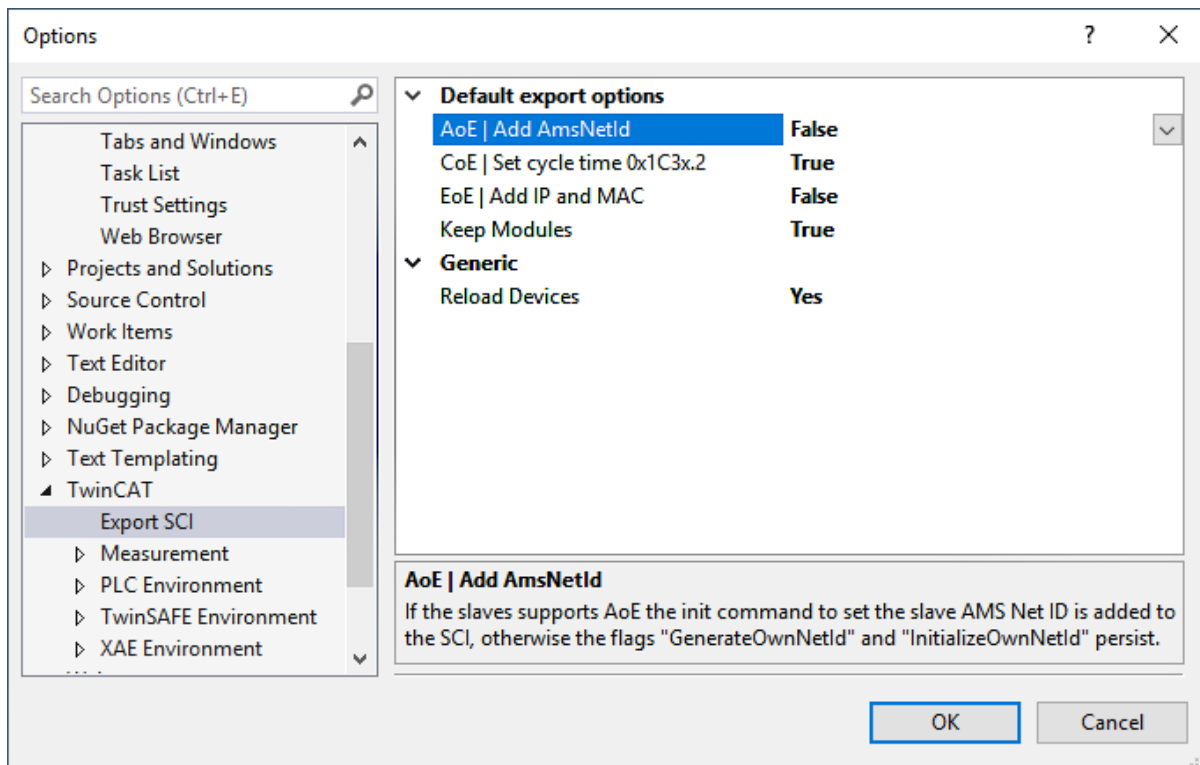 Options
?
Search Options (Ctrl+E)
Tabs and Windows
Task List
Trust Settings
Web Browser
Projects and Solutions
Source Control
Work Items
Text Editor
Debugging
NuGet Package Manager
Text Templating
TwinCAT
Export SCI
Measurement
PLC Environment
TwinSAFE Environment
XAE Environment
Default export options
AoE | Add AmsNetId False
CoE | Set cycle time 0x1C3x.2 True
EoE | Add IP and MAC False
Keep Modules True
Generic
Reload Devices Yes
AoE | Add AmsNetId
If the slaves supports AoE the init command to set the slave AMS Net ID is added to
the SCI, otherwise the flags "GenerateOwnNetId" and "InitializeOwnNetId" persist.
OK
Cancel